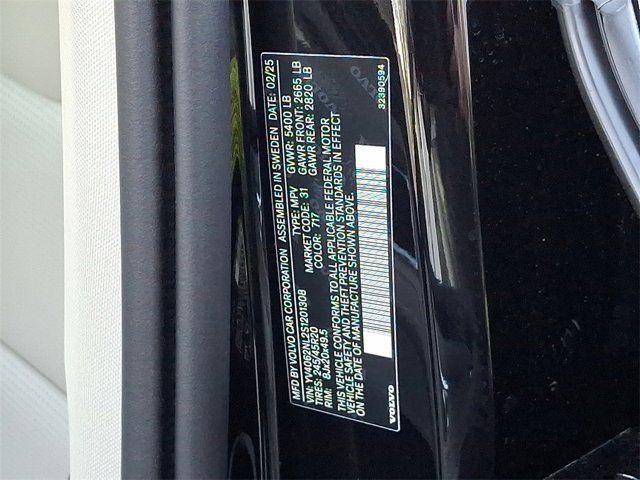 MFD BY VOLVO CAR CORPORATION ASSEMBLED IN SWEDEN DATE: 02/25
VIN: YV4062NL2S1201308 TYPE: MPV GVWR: 5400 LB
TIRES: 245/45R20 MARKET CODE: 31 GAWR FRONT: 2665 LB
RIM: 8Jx20x49.5 COLOR: 717 GAWR REAR: 2860 LB
THIS VEHICLE CONFORMS TO ALL APPLICABLE FEDERAL MOTOR
VEHICLE SAFETY AND THEFT PREVENTION STANDARDS IN EFFECT
ON THE DATE OF MANUFACTURE SHOWN ABOVE.
VOLVO
32390594